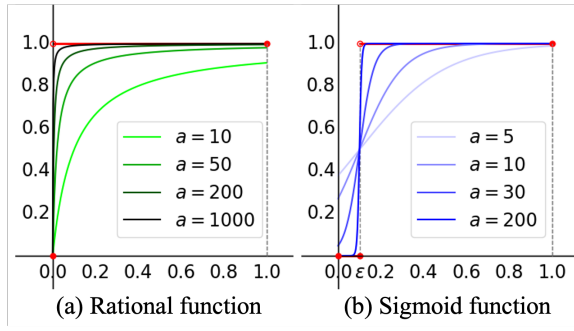 1.0
0.8
0.6
0.4
0.2
a = 10
a = 50
a = 200
a = 1000
0.0 0.2 0.4 0.6 0.8 1.0
(a) Rational function
1.0
0.8
0.6
0.4
0.2
a = 5
a = 10
a = 30
a = 200
0.0 ε 0.2 0.4 0.6 0.8 1.0
(b) Sigmoid function